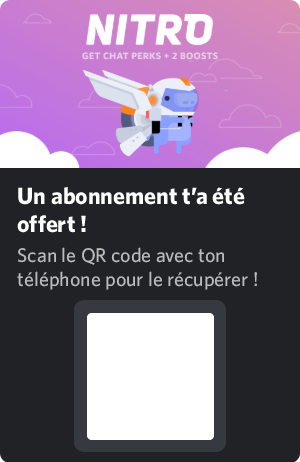 NITRO
GET CHAT PERKS + 2 BOOSTS
Un abonnement t'a été
offert !
Scan le QR code avec ton
téléphone pour le récupérer !